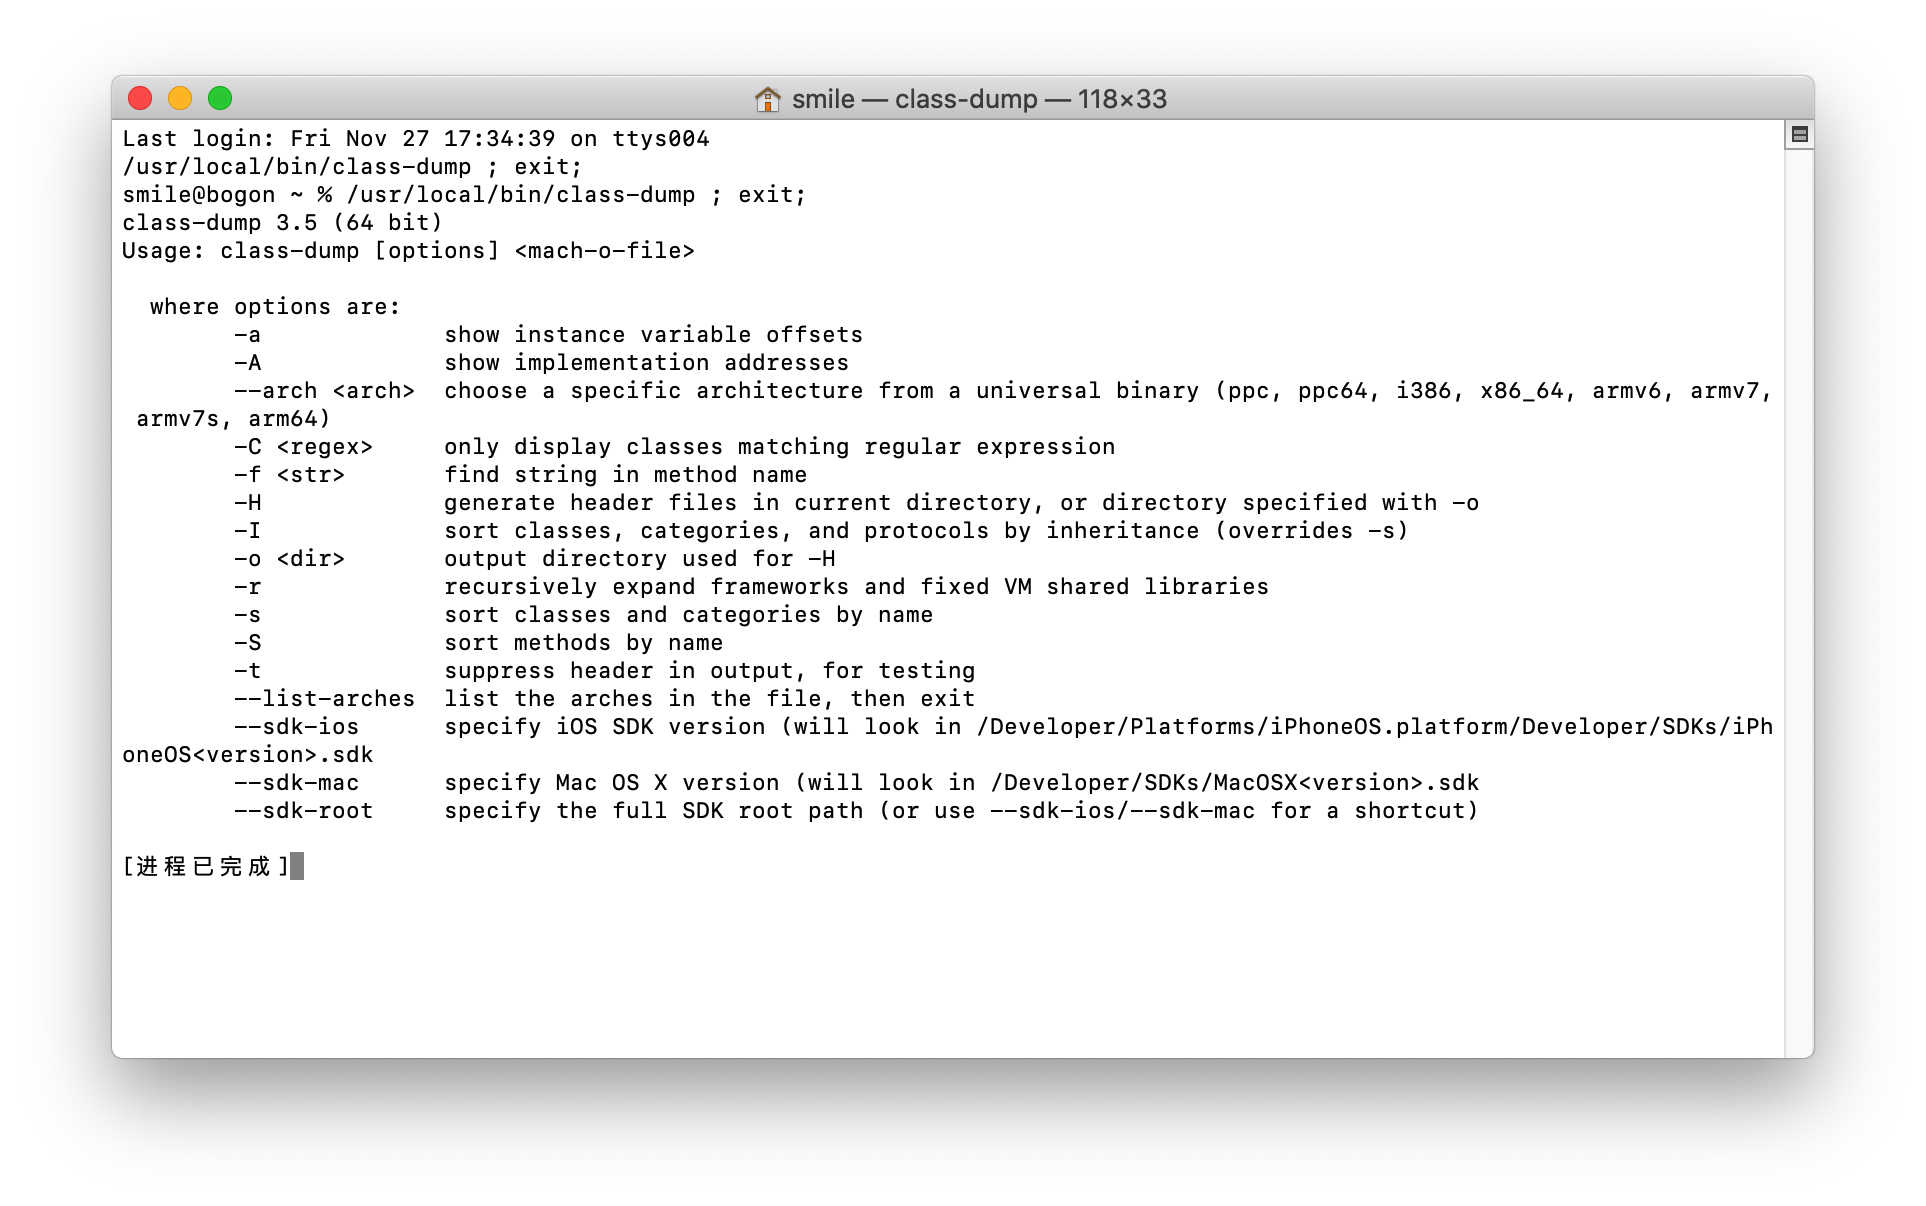 smile — class-dump — 118×33
Last login: Fri Nov 27 17:34:39 on ttys004
/usr/local/bin/class-dump ; exit;
smile@bogon ~ % /usr/local/bin/class-dump ; exit;
class-dump 3.5 (64 bit)
Usage: class-dump [options] <mach-o-file>

  where options are:
        -a             show instance variable offsets
        -A             show implementation addresses
        --arch <arch>  choose a specific architecture from a universal binary (ppc, ppc64, i386, x86_64, armv6, armv7,
 armv7s, arm64)
        -C <regex>     only display classes matching regular expression
        -f <str>       find string in method name
        -H             generate header files in current directory, or directory specified with -o
        -I             sort classes, categories, and protocols by inheritance (overrides -s)
        -o <dir>       output directory used for -H
        -r             recursively expand frameworks and fixed VM shared libraries
        -s             sort classes and categories by name
        -S             sort methods by name
        -t             suppress header in output, for testing
        --list-arches  list the arches in the file, then exit
        --sdk-ios      specify iOS SDK version (will look in /Developer/Platforms/iPhoneOS.platform/Developer/SDKs/iPh
oneOS<version>.sdk
        --sdk-mac      specify Mac OS X version (will look in /Developer/SDKs/MacOSX<version>.sdk
        --sdk-root     specify the full SDK root path (or use --sdk-ios/--sdk-mac for a shortcut)

[进程已完成]